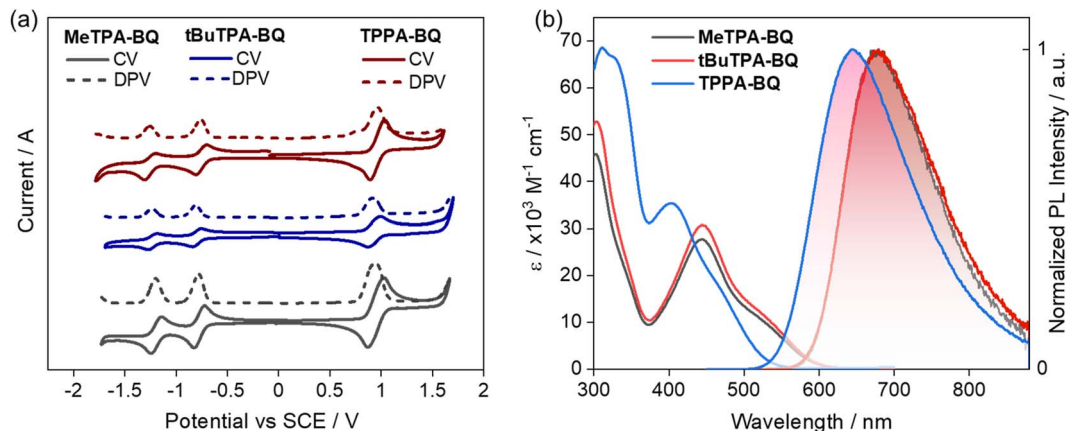 (a)
MeTPA-BQ tBuTPA-BQ TPPA-BQ
CV CV CV
DPV DPV DPV
Current / A
-2 -1.5 -1 -0.5 0 0.5 1 1.5 2
Potential vs SCE / V
(b)
MeTPA-BQ
tBuTPA-BQ
TPPA-BQ
ε / x10³ M⁻¹ cm⁻¹
70
60
50
40
30
20
10
0
300 400 500 600 700 800
Wavelength / nm
1
0
Normalized PL Intensity / a.u.